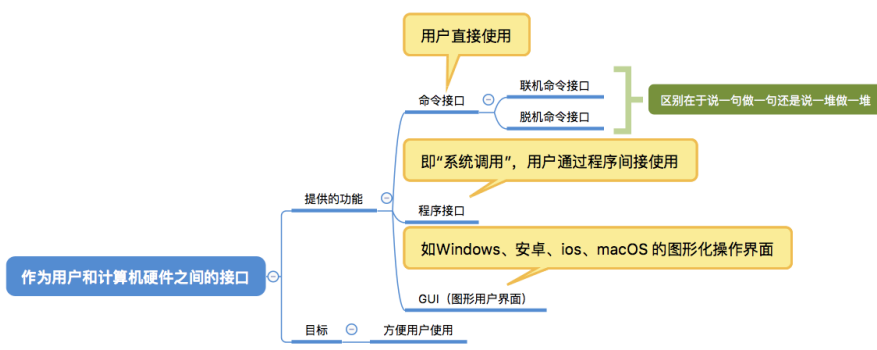 用户直接使用
命令接口
联机命令接口
脱机命令接口
区别在于说一句做一句还是说一堆做一堆
即“系统调用”，用户通过程序间接使用
提供的功能
程序接口
如Windows、安卓、ios、macOS 的图形化操作界面
作为用户和计算机硬件之间的接口
GUI（图形用户界面）
目标
方便用户使用